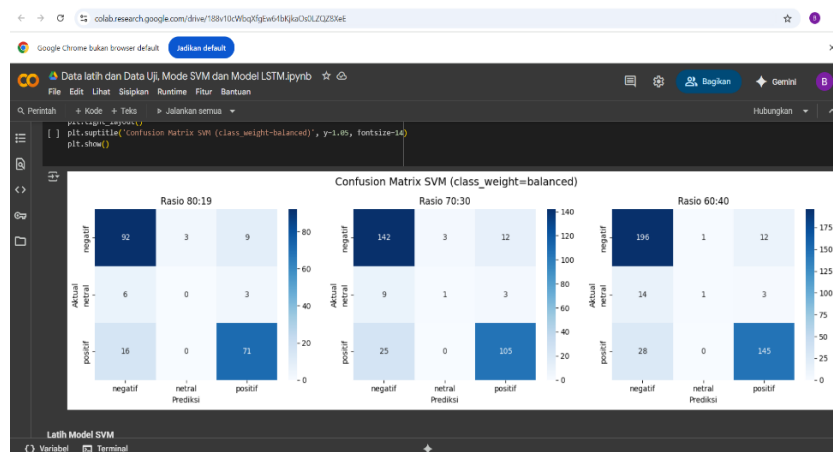 colab.research.google.com/drive/188v10cWbqXfgEw64bKjkaOs0LZQZ8XeE
Google Chrome bukan browser default
Jadikan default
Data latih dan Data Uji, Mode SVM dan Model LSTM.ipynb
File Edit Lihat Sisipkan Runtime Fitur Bantuan
Bagikan
Gemini
B
Perintah + Kode + Teks Jalankan semua
Hubungkan
plt.tight_layout()
[ ] plt.suptitle('Confusion Matrix SVM (class_weight=balanced)', y=1.05, fontsize=14)
plt.show()
Confusion Matrix SVM (class_weight=balanced)
Rasio 80:19
Aktual
negatif netral positif
92 3 9
6 0 3
16 0 71
negatif netral positif
Prediksi
80
60
40
20
0
Rasio 70:30
Aktual
negatif netral positif
142 3 12
9 1 3
25 0 105
negatif netral positif
Prediksi
140
120
100
80
60
40
20
0
Rasio 60:40
Aktual
negatif netral positif
196 1 12
14 1 3
28 0 145
negatif netral positif
Prediksi
175
150
125
100
75
50
25
0
Latih Model SVM
Variabel Terminal